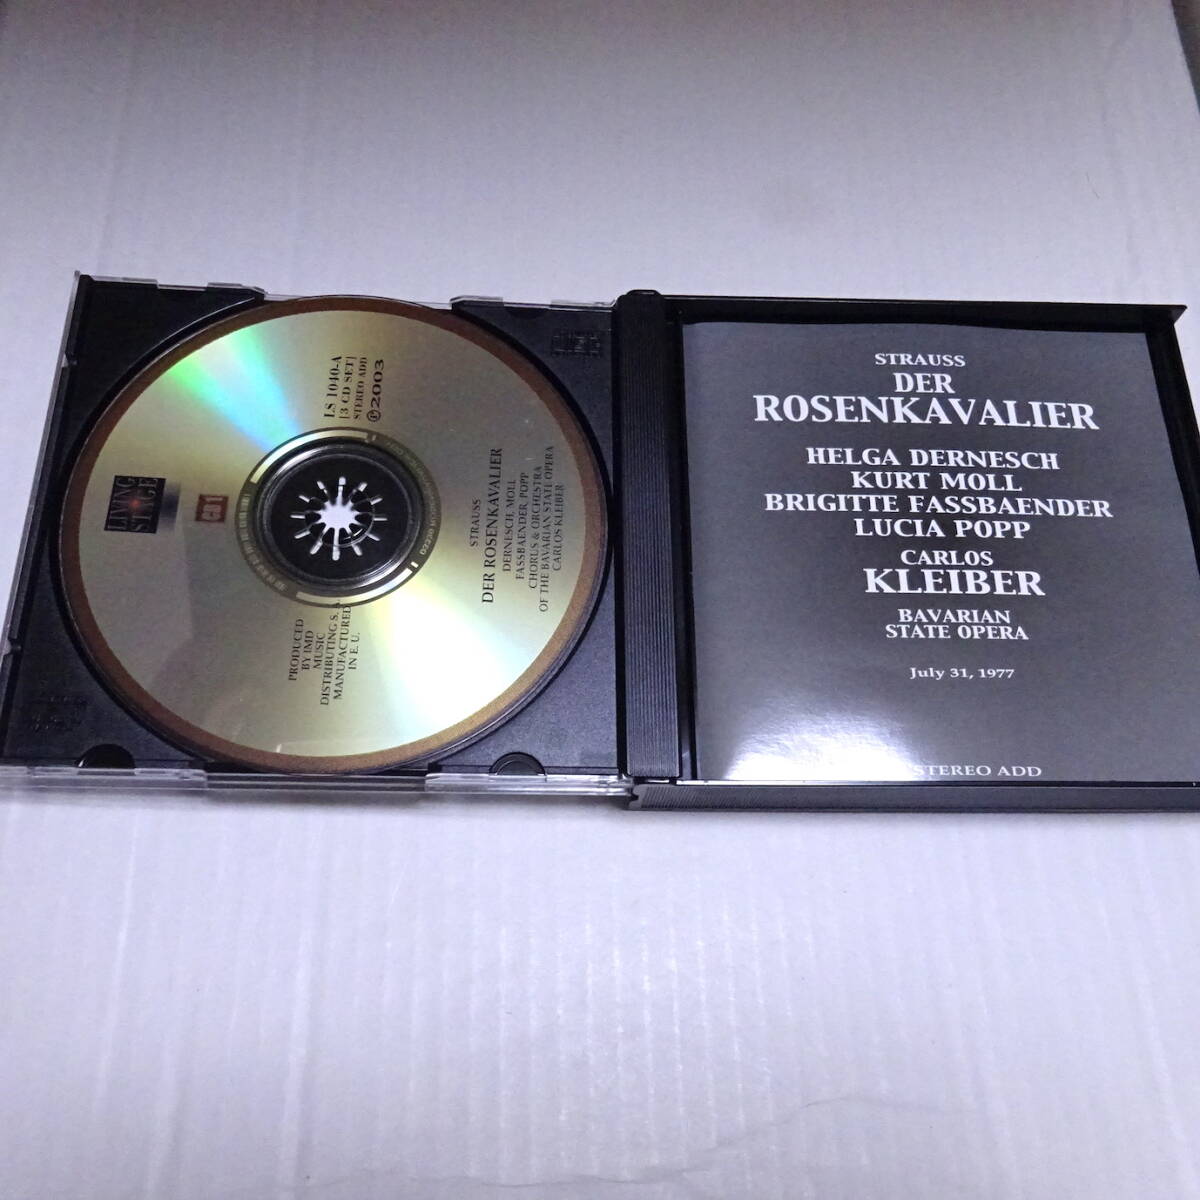 LIVING
STAGE
CD 1
LS 1040-A
[3 CD SET]
STEREO ADD
℗2003
STRAUSS
DER ROSENKAVALIER
DERNESCH, MOLL
FASSBAENDER, POPP
CHORUS & ORCHESTRA
OF THE BAVARIAN STATE OPERA
CARLOS KLEIBER
PRODUCED
BY IMD
MUSIC
DISTRIBUTING S.
MANUFACTURED
IN E. U.
STRAUSS
DER
ROSENKAVALIER
HELGA DERNESCH
KURT MOLL
BRIGITTE FASSBAENDER
LUCIA POPP
CARLOS
KLEIBER
BAVARIAN
STATE OPERA
July 31, 1977
STEREO ADD